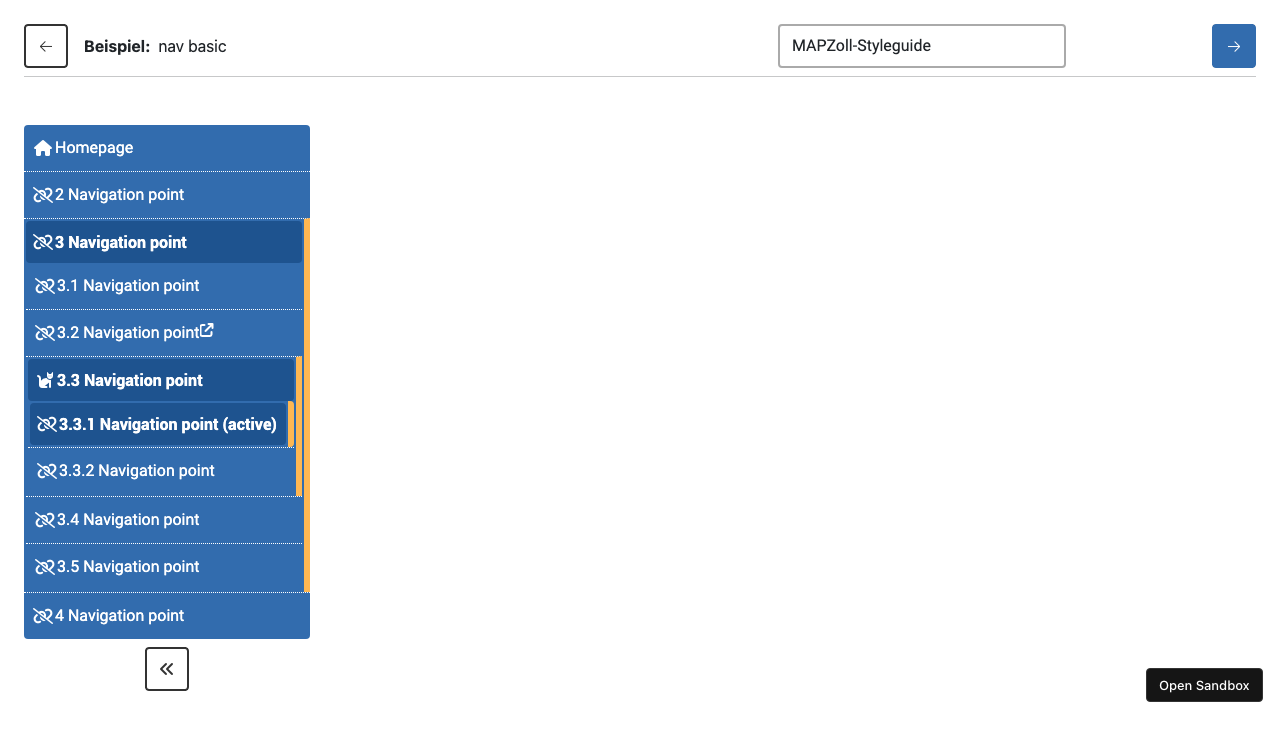 Beispiel: nav basic
MAPZoll-Styleguide
Homepage
2 Navigation point
3 Navigation point
3.1 Navigation point
3.2 Navigation point
3.3 Navigation point
3.3.1 Navigation point (active)
3.3.2 Navigation point
3.4 Navigation point
3.5 Navigation point
4 Navigation point
Open Sandbox